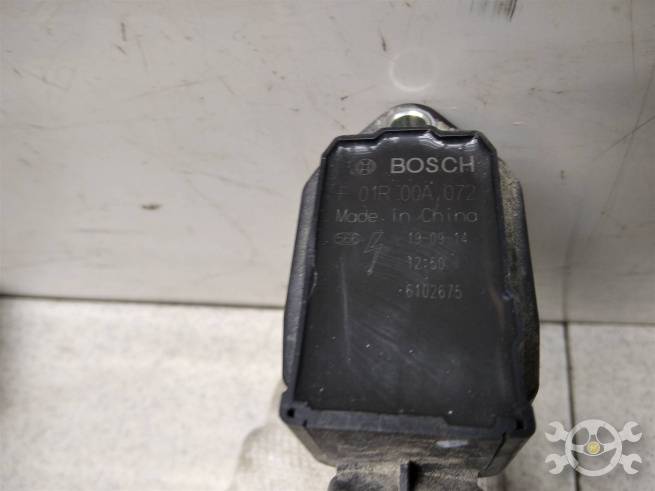 BOSCH
F 01R 00A 072
Made in China
19-09-14
12:50
6102675